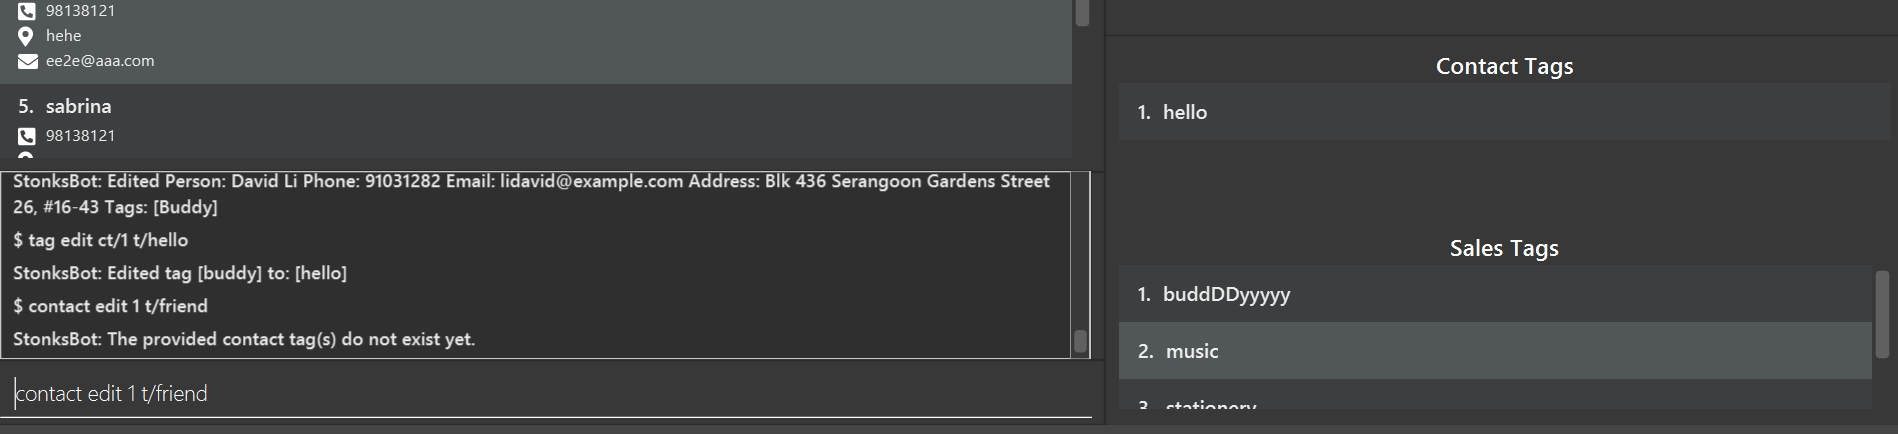 98138121
hehe
ee2e@aaa.com
5. sabrina
98138121
StonksBot: Edited Person: David Li Phone: 91031282 Email: lidavid@example.com Address: Blk 436 Serangoon Gardens Street
26, #16-43 Tags: [Buddy]
$ tag edit ct/1 t/hello
StonksBot: Edited tag [buddy] to: [hello]
$ contact edit 1 t/friend
StonksBot: The provided contact tag(s) do not exist yet.
contact edit 1 t/friend
Contact Tags
1. hello
Sales Tags
1. buddDDyyyyy
2. music
3. stationery